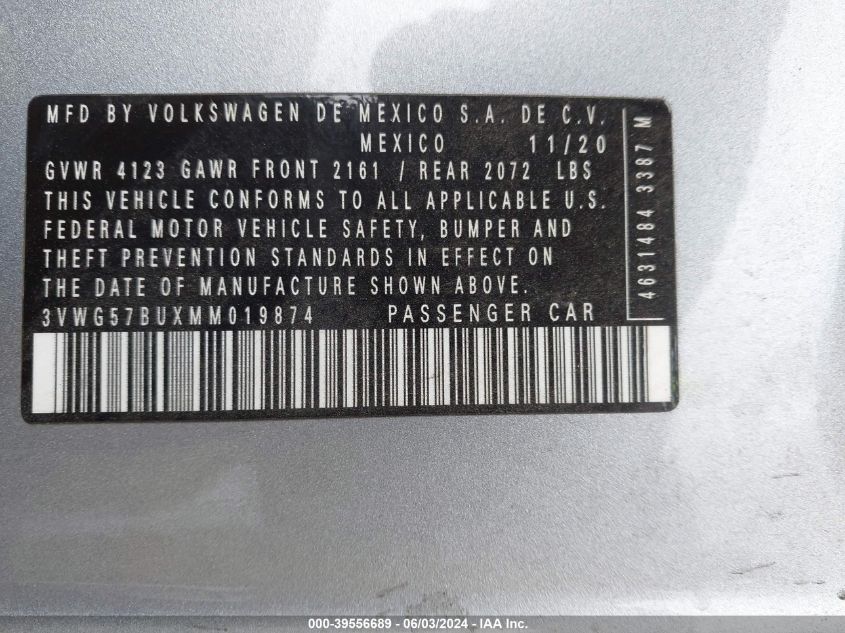 MFD BY VOLKSWAGEN DE MEXICO S.A. DE C.V.
MEXICO 11/20
GVWR 4123 GAWR FRONT 2161 / REAR 2072 LBS
THIS VEHICLE CONFORMS TO ALL APPLICABLE U.S.
FEDERAL MOTOR VEHICLE SAFETY, BUMPER AND
THEFT PREVENTION STANDARDS IN EFFECT ON
THE DATE OF MANUFACTURE SHOWN ABOVE.
3VWG57BUXMM019874 PASSENGER CAR
4631484 3387 M
000-39556689 - 06/03/2024 - IAA Inc.